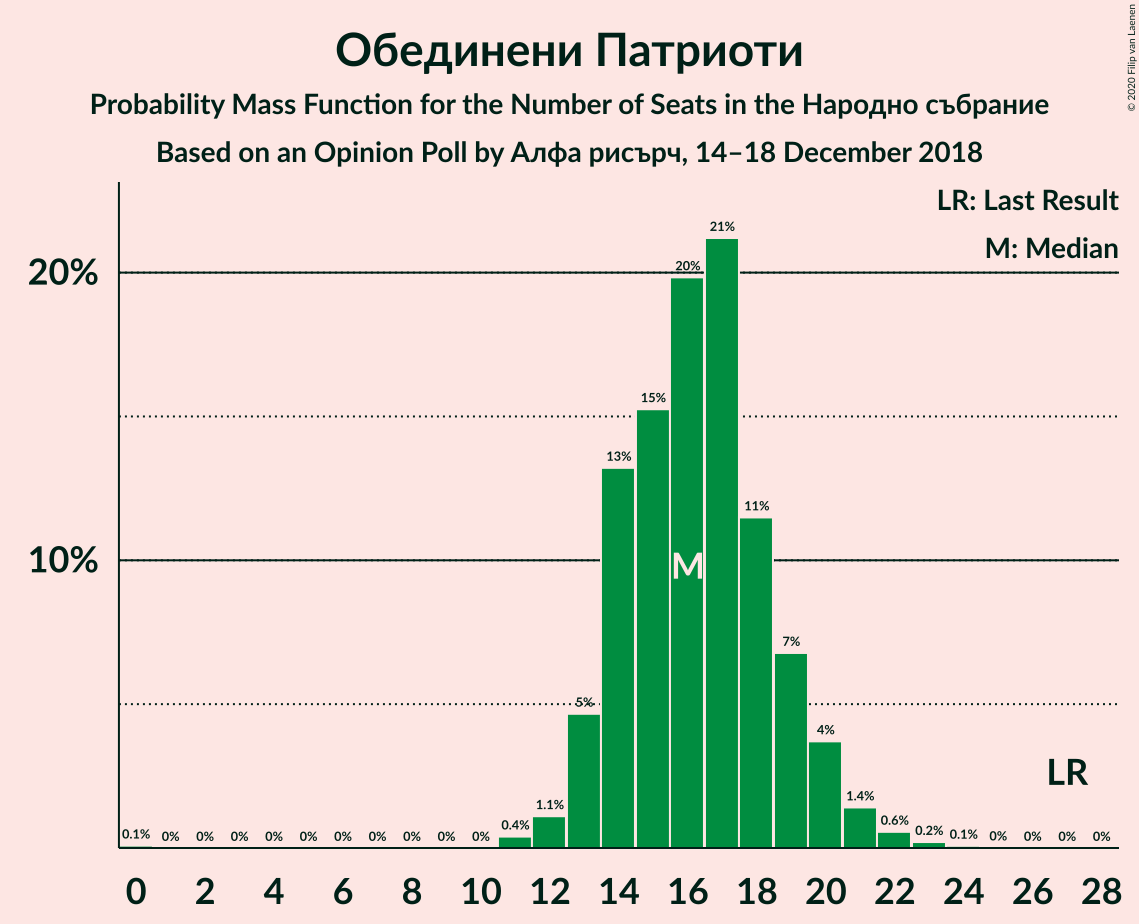 Обединени Патриоти
Probability Mass Function for the Number of Seats in the Народно събрание
Based on an Opinion Poll by Алфа рисърч, 14–18 December 2018
© 2020 Filip van Laenen
LR: Last Result
M: Median
20%
10%
0.1% 0% 0% 0% 0% 0% 0% 0% 0% 0% 0% 0.4% 1.1% 5% 13% 15% 20% 21% 11% 7% 4% 1.4% 0.6% 0.2% 0.1% 0% 0% 0% 0%
M
LR
0 2 4 6 8 10 12 14 16 18 20 22 24 26 28